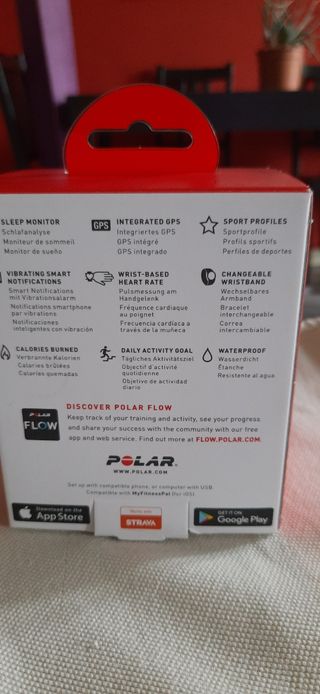 SLEEP MONITOR
Schlafanalyse
Moniteur de sommeil
Monitor de sueño
GPS
INTEGRATED GPS
Integriertes GPS
GPS intégré
GPS integrado
SPORT PROFILES
Sportprofile
Profils sportifs
Perfiles de deportes
VIBRATING SMART
NOTIFICATIONS
Smart Notifications
mit Vibrationsalarm
Notifications smartphone
par vibrations
Notificaciones
inteligentes con vibración
WRIST-BASED
HEART RATE
Pulsmessung am
Handgelenk
Fréquence cardiaque
au poignet
Frecuencia cardíaca a
través de la muñeca
CHANGEABLE
WRISTBAND
Wechselbares
Armband
Bracelet
interchangeable
Correa
intercambiable
CALORIES BURNED
Verbrannte Kalorien
Calories brûlées
Calorías quemadas
DAILY ACTIVITY GOAL
Tägliches Aktivitätsziel
Objectif d'activité
quotidienne
Objetivo de actividad
diario
WATERPROOF
Wasserdicht
Étanche
Resistente al agua
POLAR
FLOW
DISCOVER POLAR FLOW
Keep track of your training and activity, see your progress
and share your success with the community with our free
app and web service. Find out more at FLOW.POLAR.COM.
POLAR
WWW.POLAR.COM
Set up with compatible phone, or computer with USB.
Compatible with MyFitnessPal (for iOS)
Download on the
App Store
Works with
STRAVA
GET IT ON
Google Play